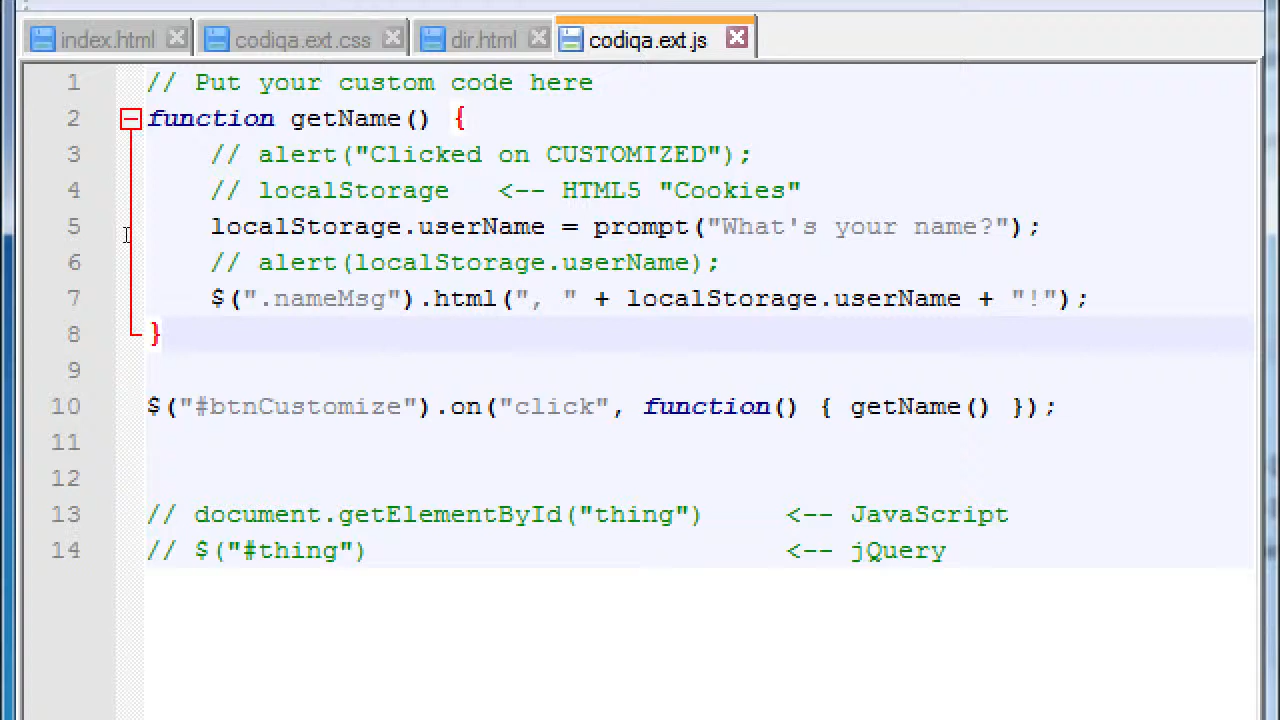 index.html codiqa.ext.css dir.html codiqa.ext.js
1 // Put your custom code here
2 function getName() {
3 // alert("Clicked on CUSTOMIZED");
4 // localStorage <-- HTML5 "Cookies"
5 localStorage.userName = prompt("What's your name?");
6 // alert(localStorage.userName);
7 $(".nameMsg").html(", " + localStorage.userName + "!");
8 }
9
10 $("#btnCustomize").on("click", function() { getName() });
11
12
13 // document.getElementById("thing") <-- JavaScript
14 // $("#thing") <-- jQuery